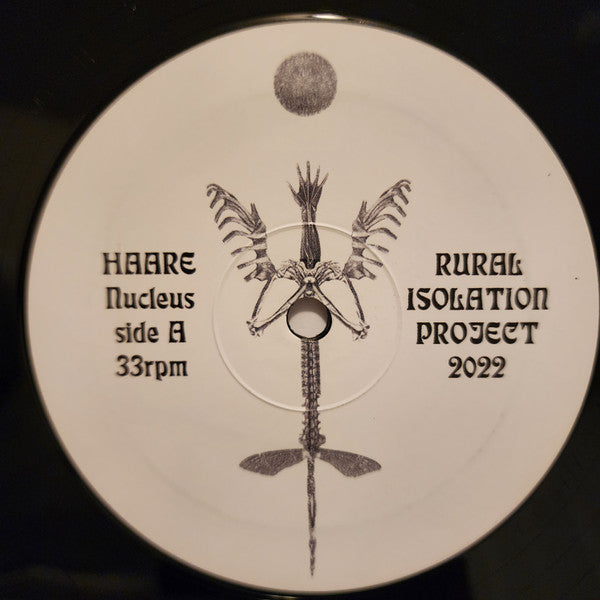 HAARE
Nucleus
side A
33rpm
RURAL
ISOLATION
PROJECT
2022